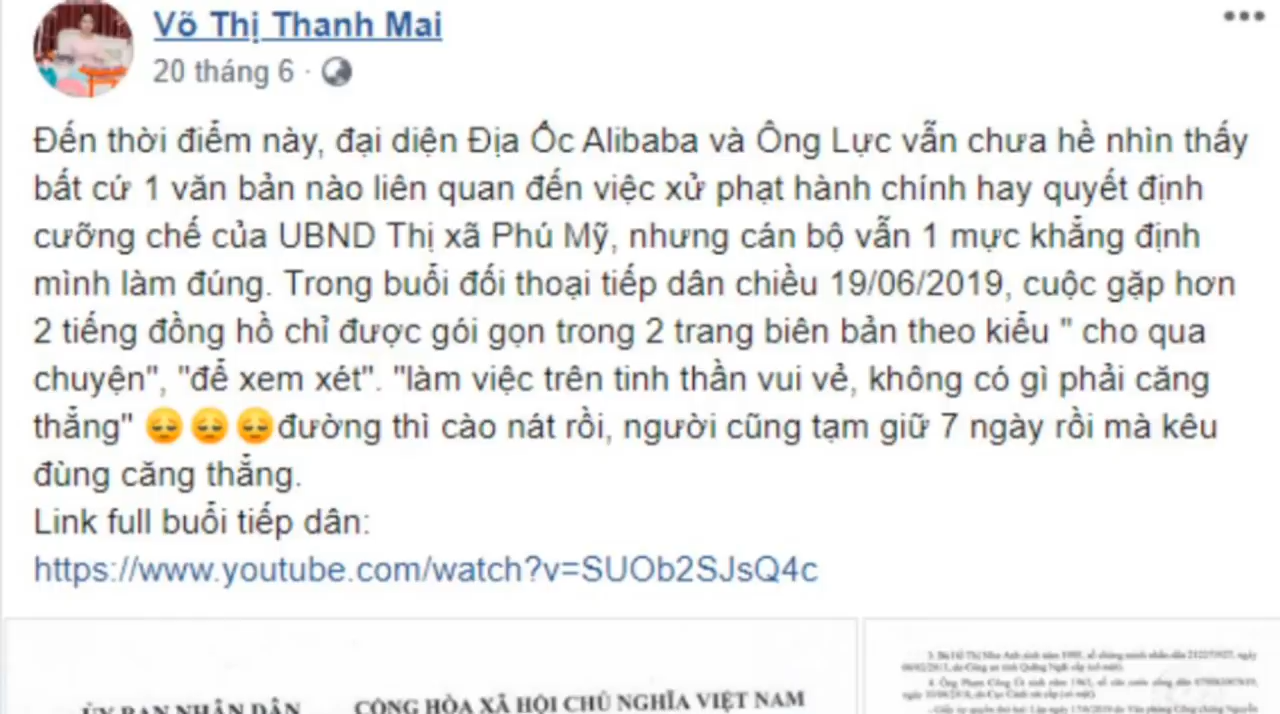 Võ Thị Thanh Mai
20 tháng 6 ·
Đến thời điểm này, đại diện Địa Ốc Alibaba và Ông Lực vẫn chưa hề nhìn thấy
bất cứ 1 văn bản nào liên quan đến việc xử phạt hành chính hay quyết định
cưỡng chế của UBND Thị xã Phú Mỹ, nhưng cán bộ vẫn 1 mực khẳng định
mình làm đúng. Trong buổi đối thoại tiếp dân chiều 19/06/2019, cuộc gặp hơn
2 tiếng đồng hồ chỉ được gói gọn trong 2 trang biên bản theo kiểu " cho qua
chuyện", "để xem xét". "làm việc trên tinh thần vui vẻ, không có gì phải căng
thẳng" 😔😔😔đường thì cào nát rồi, người cũng tạm giữ 7 ngày rồi mà kêu
đùng căng thẳng.
Link full buổi tiếp dân:
https://www.youtube.com/watch?v=SUOb2SJsQ4c
ỦY BAN NHÂN DÂN
CỘNG HÒA XÃ HỘI CHỦ NGHĨA VIỆT NAM